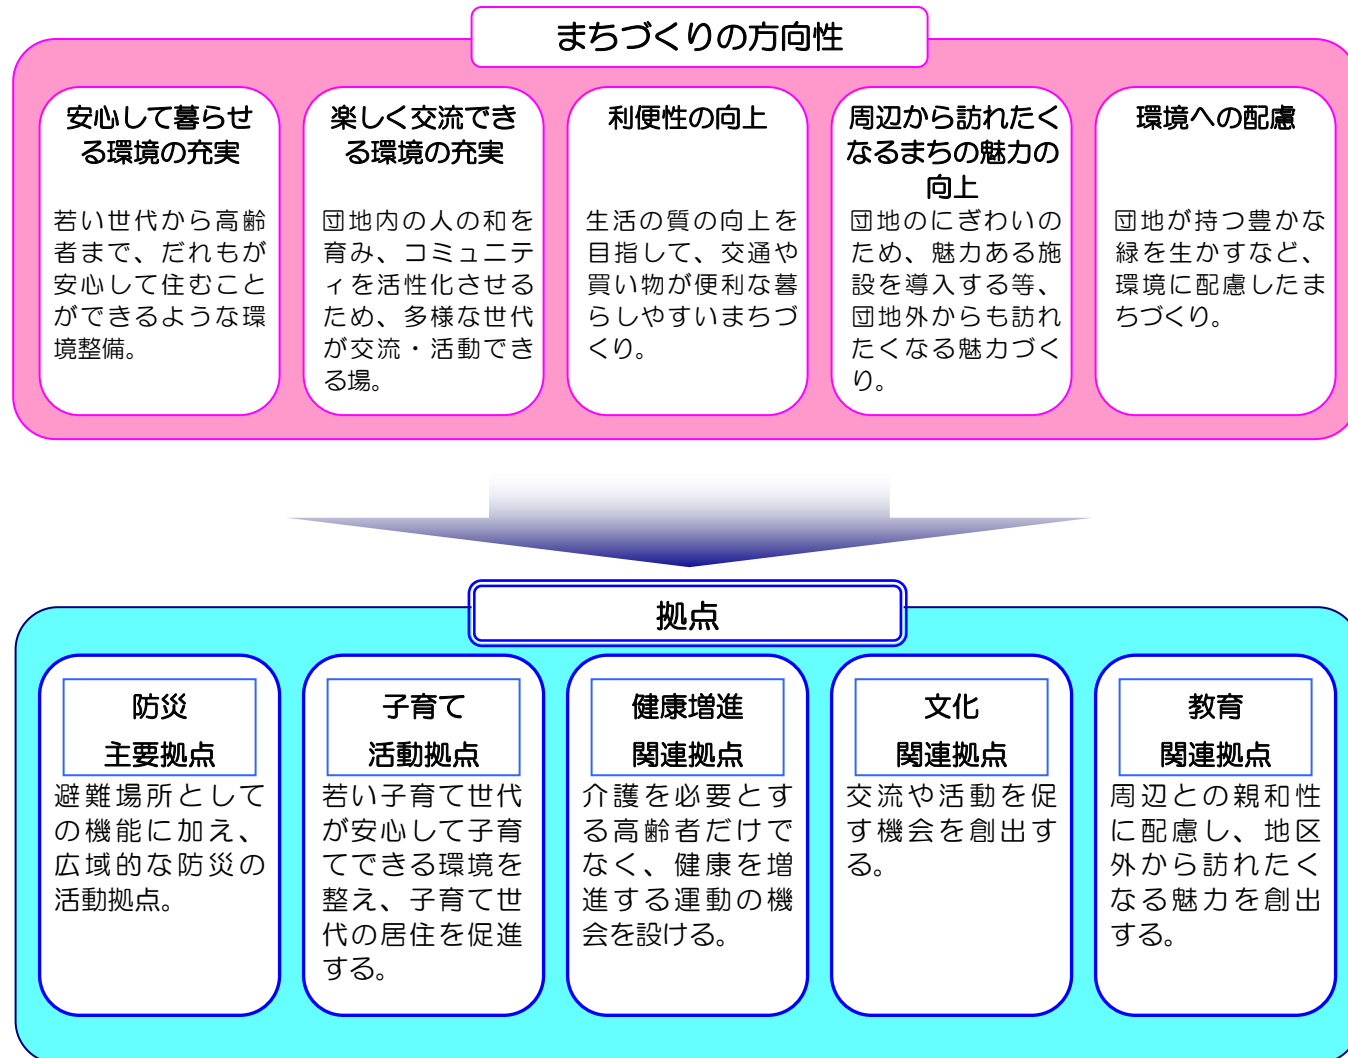 まちづくりの方向性
安心して暮らせ
る環境の充実
若い世代から高齢
者まで、だれもが
安心して住むこと
ができるような環
境整備。
楽しく交流でき
る環境の充実
団地内の人の和を
育み、コミュニテ
ィを活性化させる
ため、多様な世代
が交流・活動でき
る場。
利便性の向上
生活の質の向上を
目指して、交通や
買い物が便利な暮
らしやすいまちづ
くり。
周辺から訪れたく
なるまちの魅力の
向上
団地のにぎわいの
ため、魅力ある施
設を導入する等、
団地外からも訪れ
たくなる魅力づく
り。
環境への配慮
団地が持つ豊かな
緑を生かすなど、
環境に配慮したま
ちづくり。
拠点
防災
主要拠点
避難場所として
の機能に加え、
広域的な防災の
活動拠点。
子育て
活動拠点
若い子育て世代
が安心して子育
てできる環境を
整え、子育て世
代の居住を促進
する。
健康増進
関連拠点
介護を必要とす
る高齢者だけで
なく、健康を増
進する運動の機
会を設ける。
文化
関連拠点
交流や活動を促
す機会を創出す
る。
教育
関連拠点
周辺との親和性
に配慮し、地区
外から訪れたく
なる魅力を創出
する。